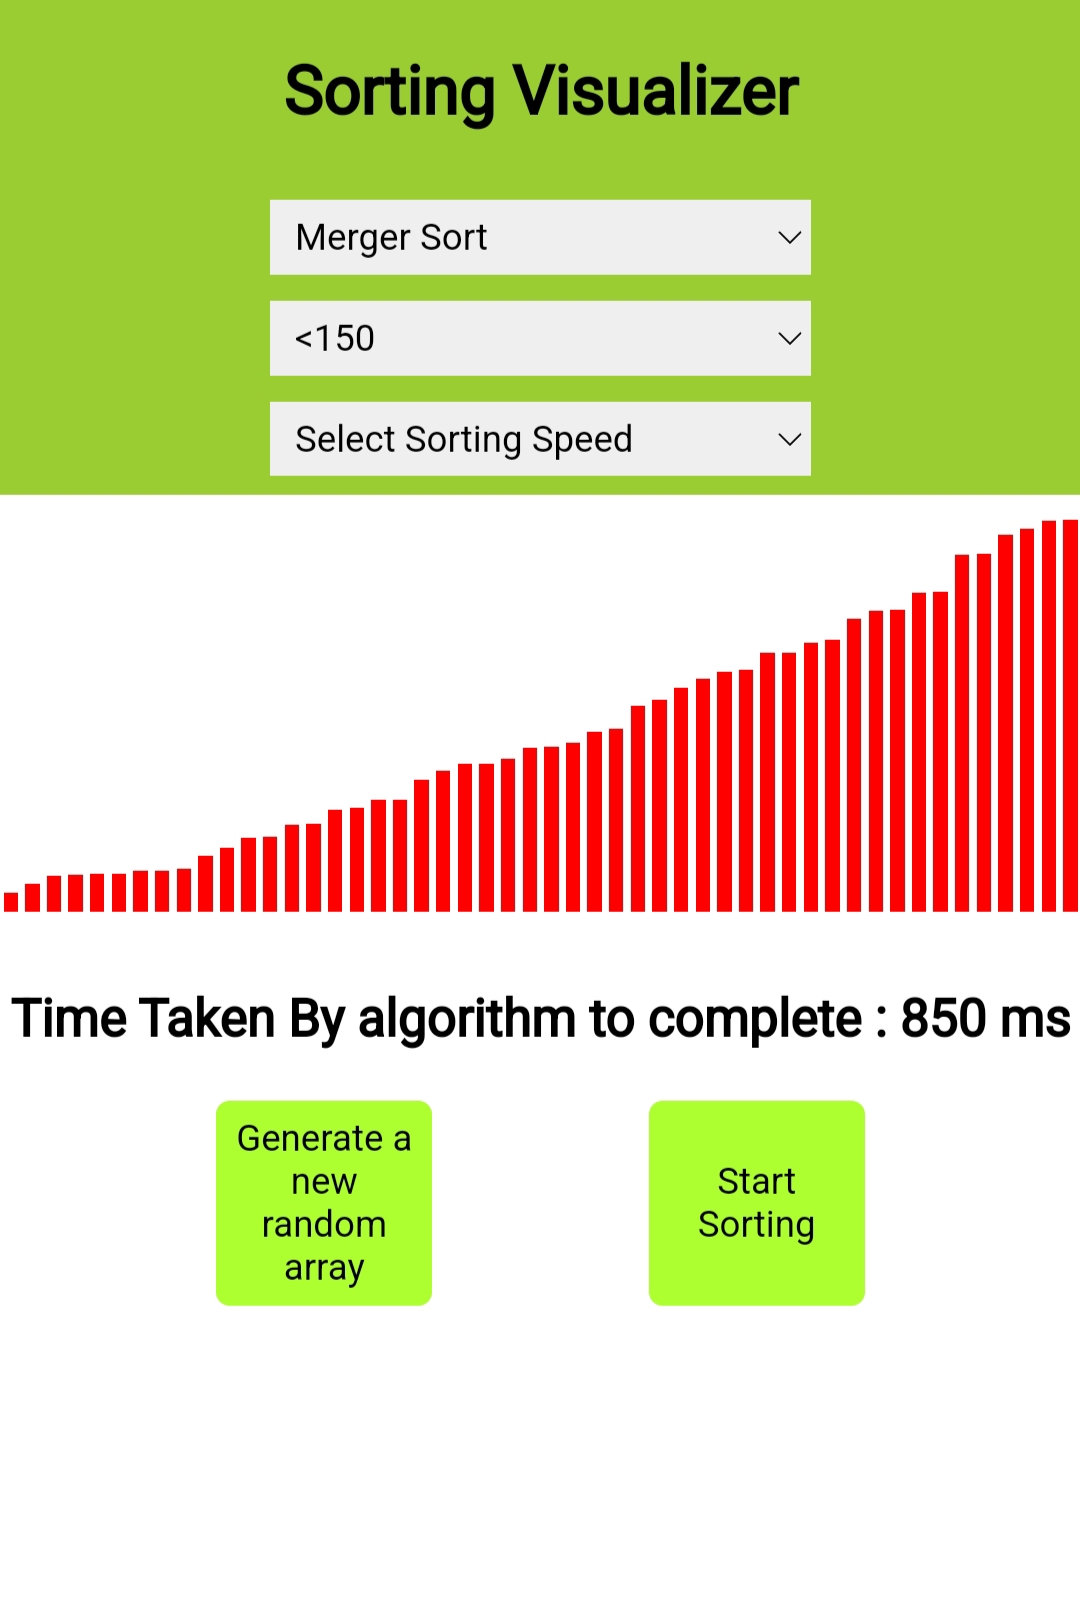 Sorting Visualizer
Merger Sort
<150
Select Sorting Speed
Time Taken By algorithm to complete : 850 ms
Generate a
new
random
array
Start
Sorting